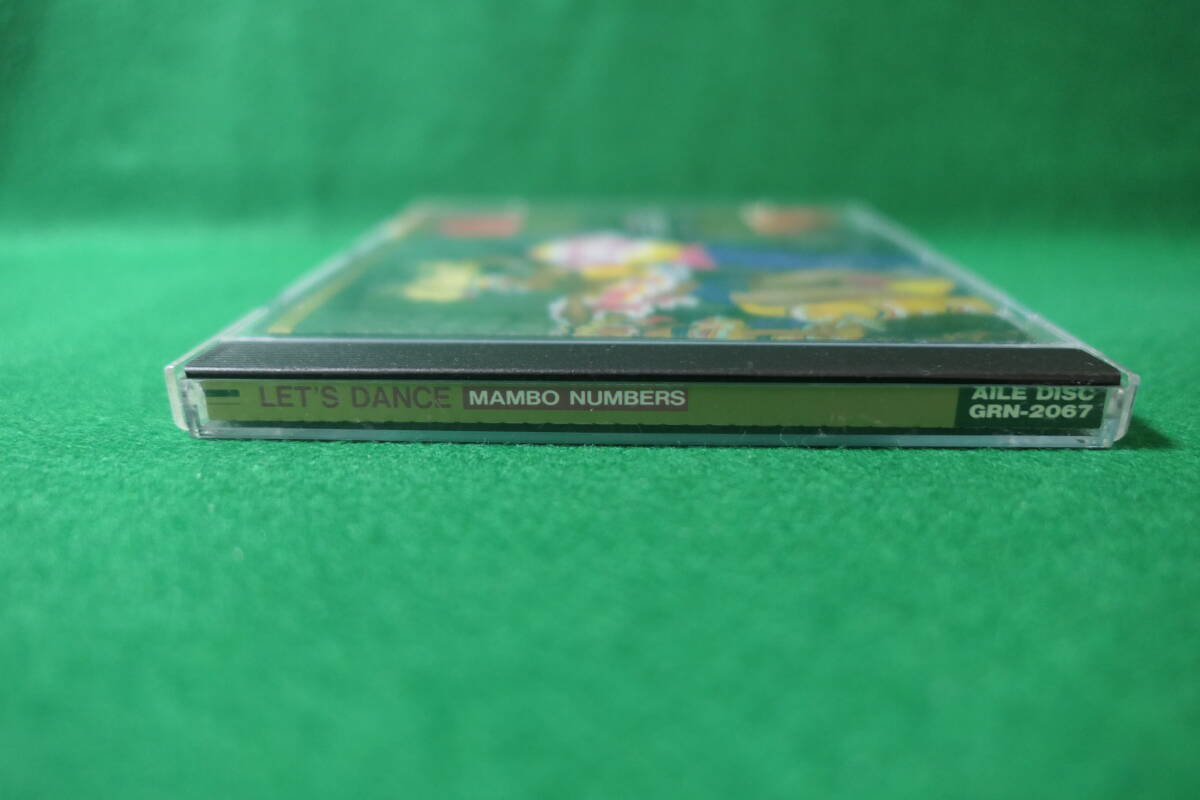 LET'S DANCE MAMBO NUMBERS
AILE DISC
GRN-2067